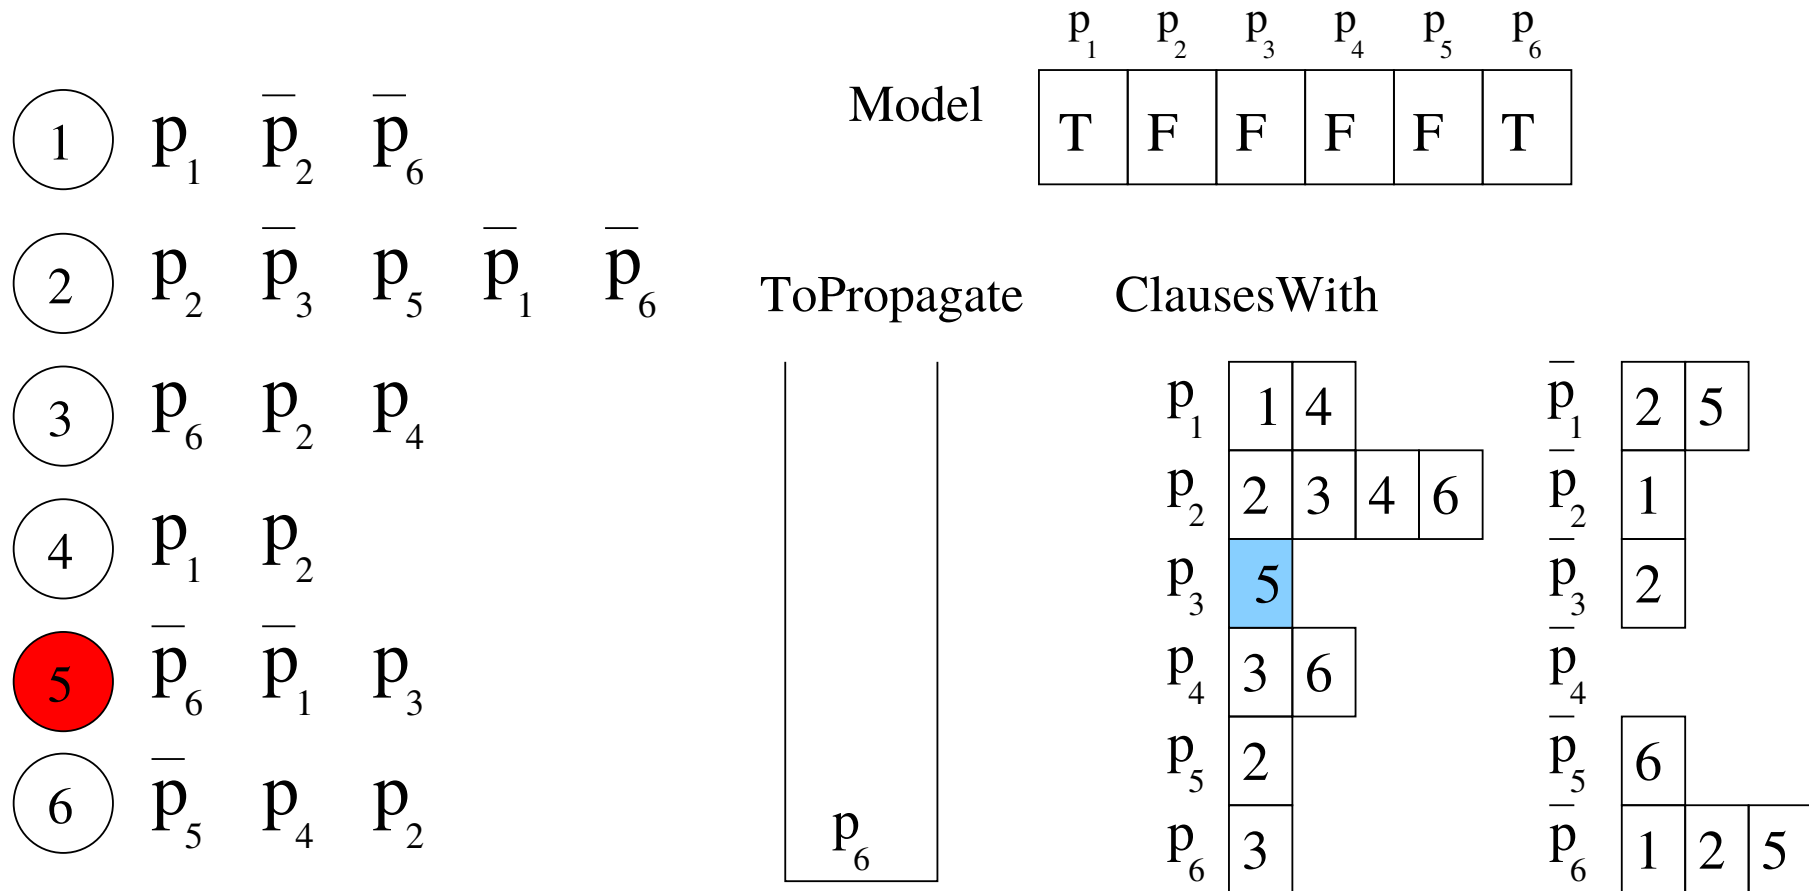 p₁ p₂ p₃ p₄ p₅ p₆
Model T F F F F T
1 p₁ p̅₂ p̅₆
2 p₂ p̅₃ p₅ p̅₁ p̅₆
3 p₆ p₂ p₄
4 p₁ p₂
5 p̅₆ p̅₁ p₃
6 p̅₅ p₄ p₂
ToPropagate
p₆
ClausesWith
p₁ 1 4
p₂ 2 3 4 6
p₃ 5
p₄ 3 6
p₅ 2
p₆ 3
p̅₁ 2 5
p̅₂ 1
p̅₃ 2
p̅₄
p̅₅ 6
p̅₆ 1 2 5